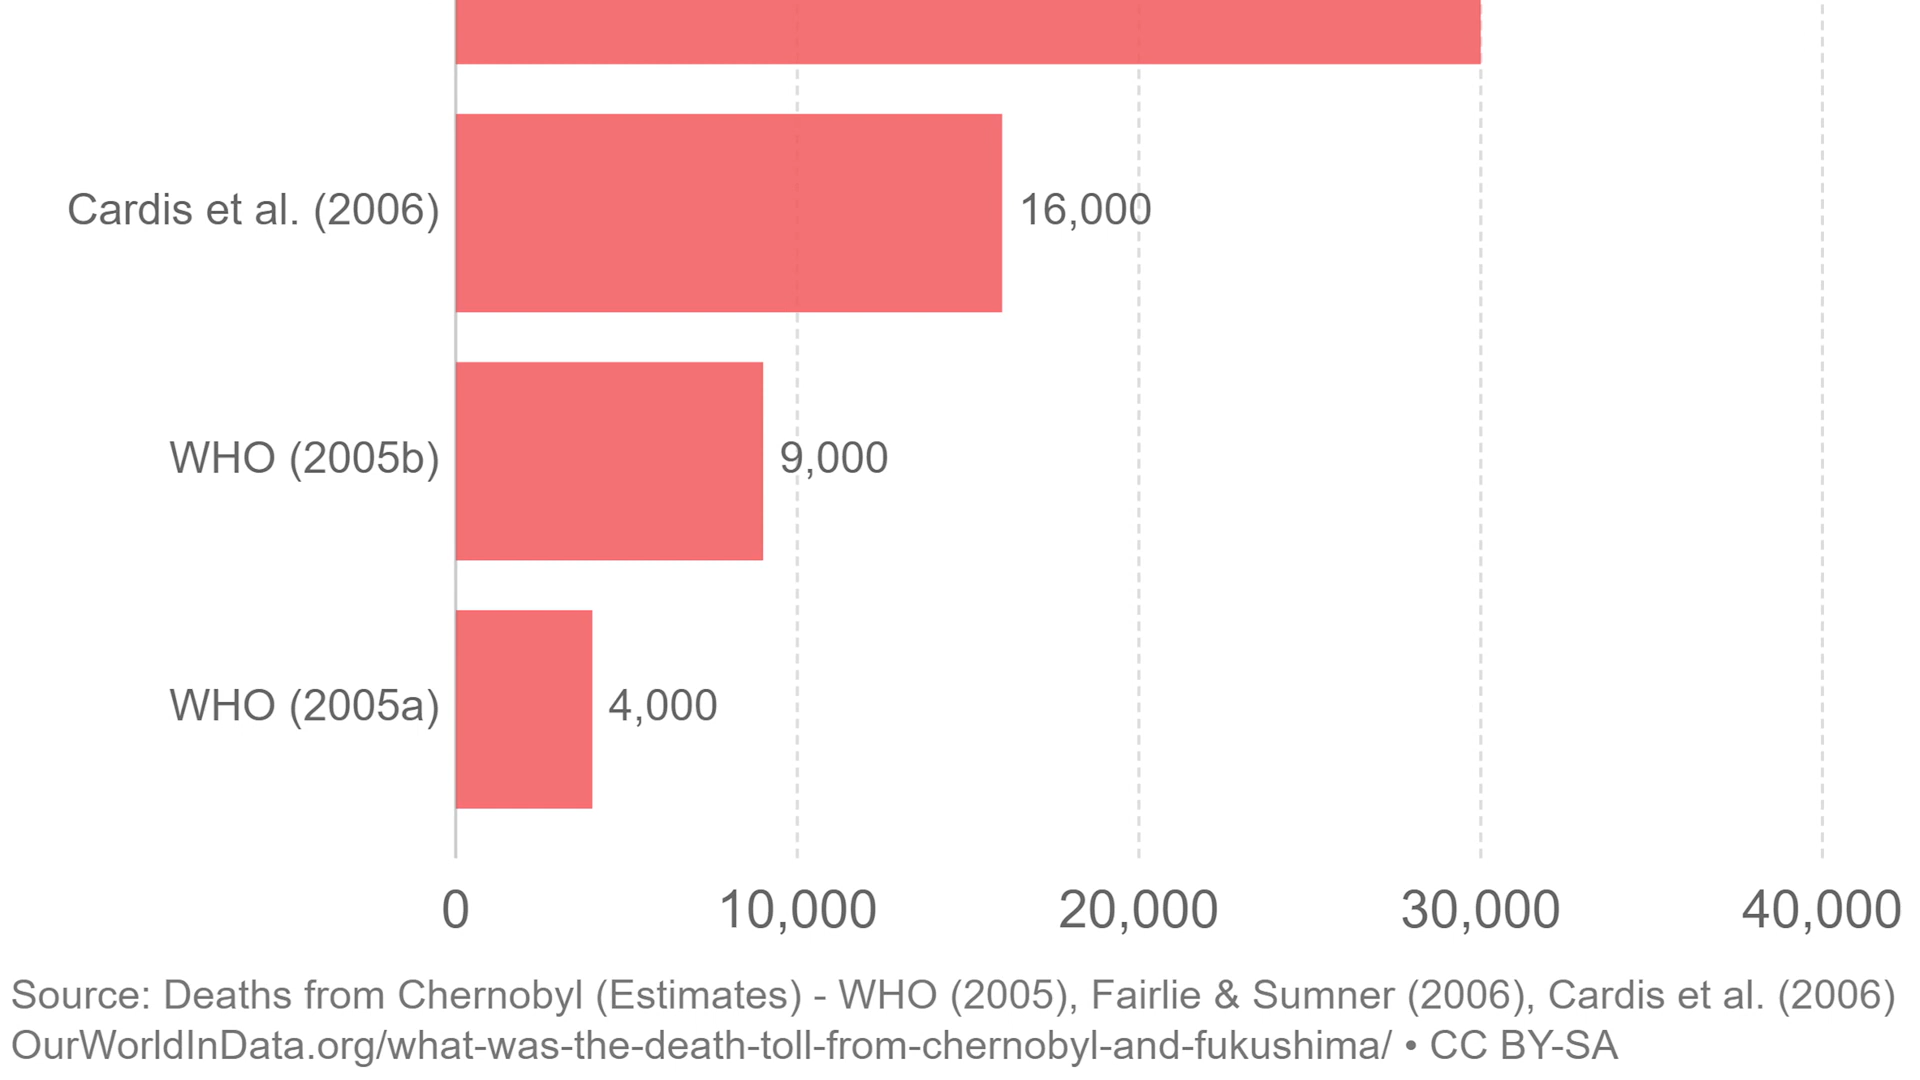 Cardis et al. (2006) 16,000
WHO (2005b) 9,000
WHO (2005a) 4,000
0 10,000 20,000 30,000 40,000
Source: Deaths from Chernobyl (Estimates) - WHO (2005), Fairlie & Sumner (2006), Cardis et al. (2006)
OurWorldInData.org/what-was-the-death-toll-from-chernobyl-and-fukushima/ • CC BY-SA